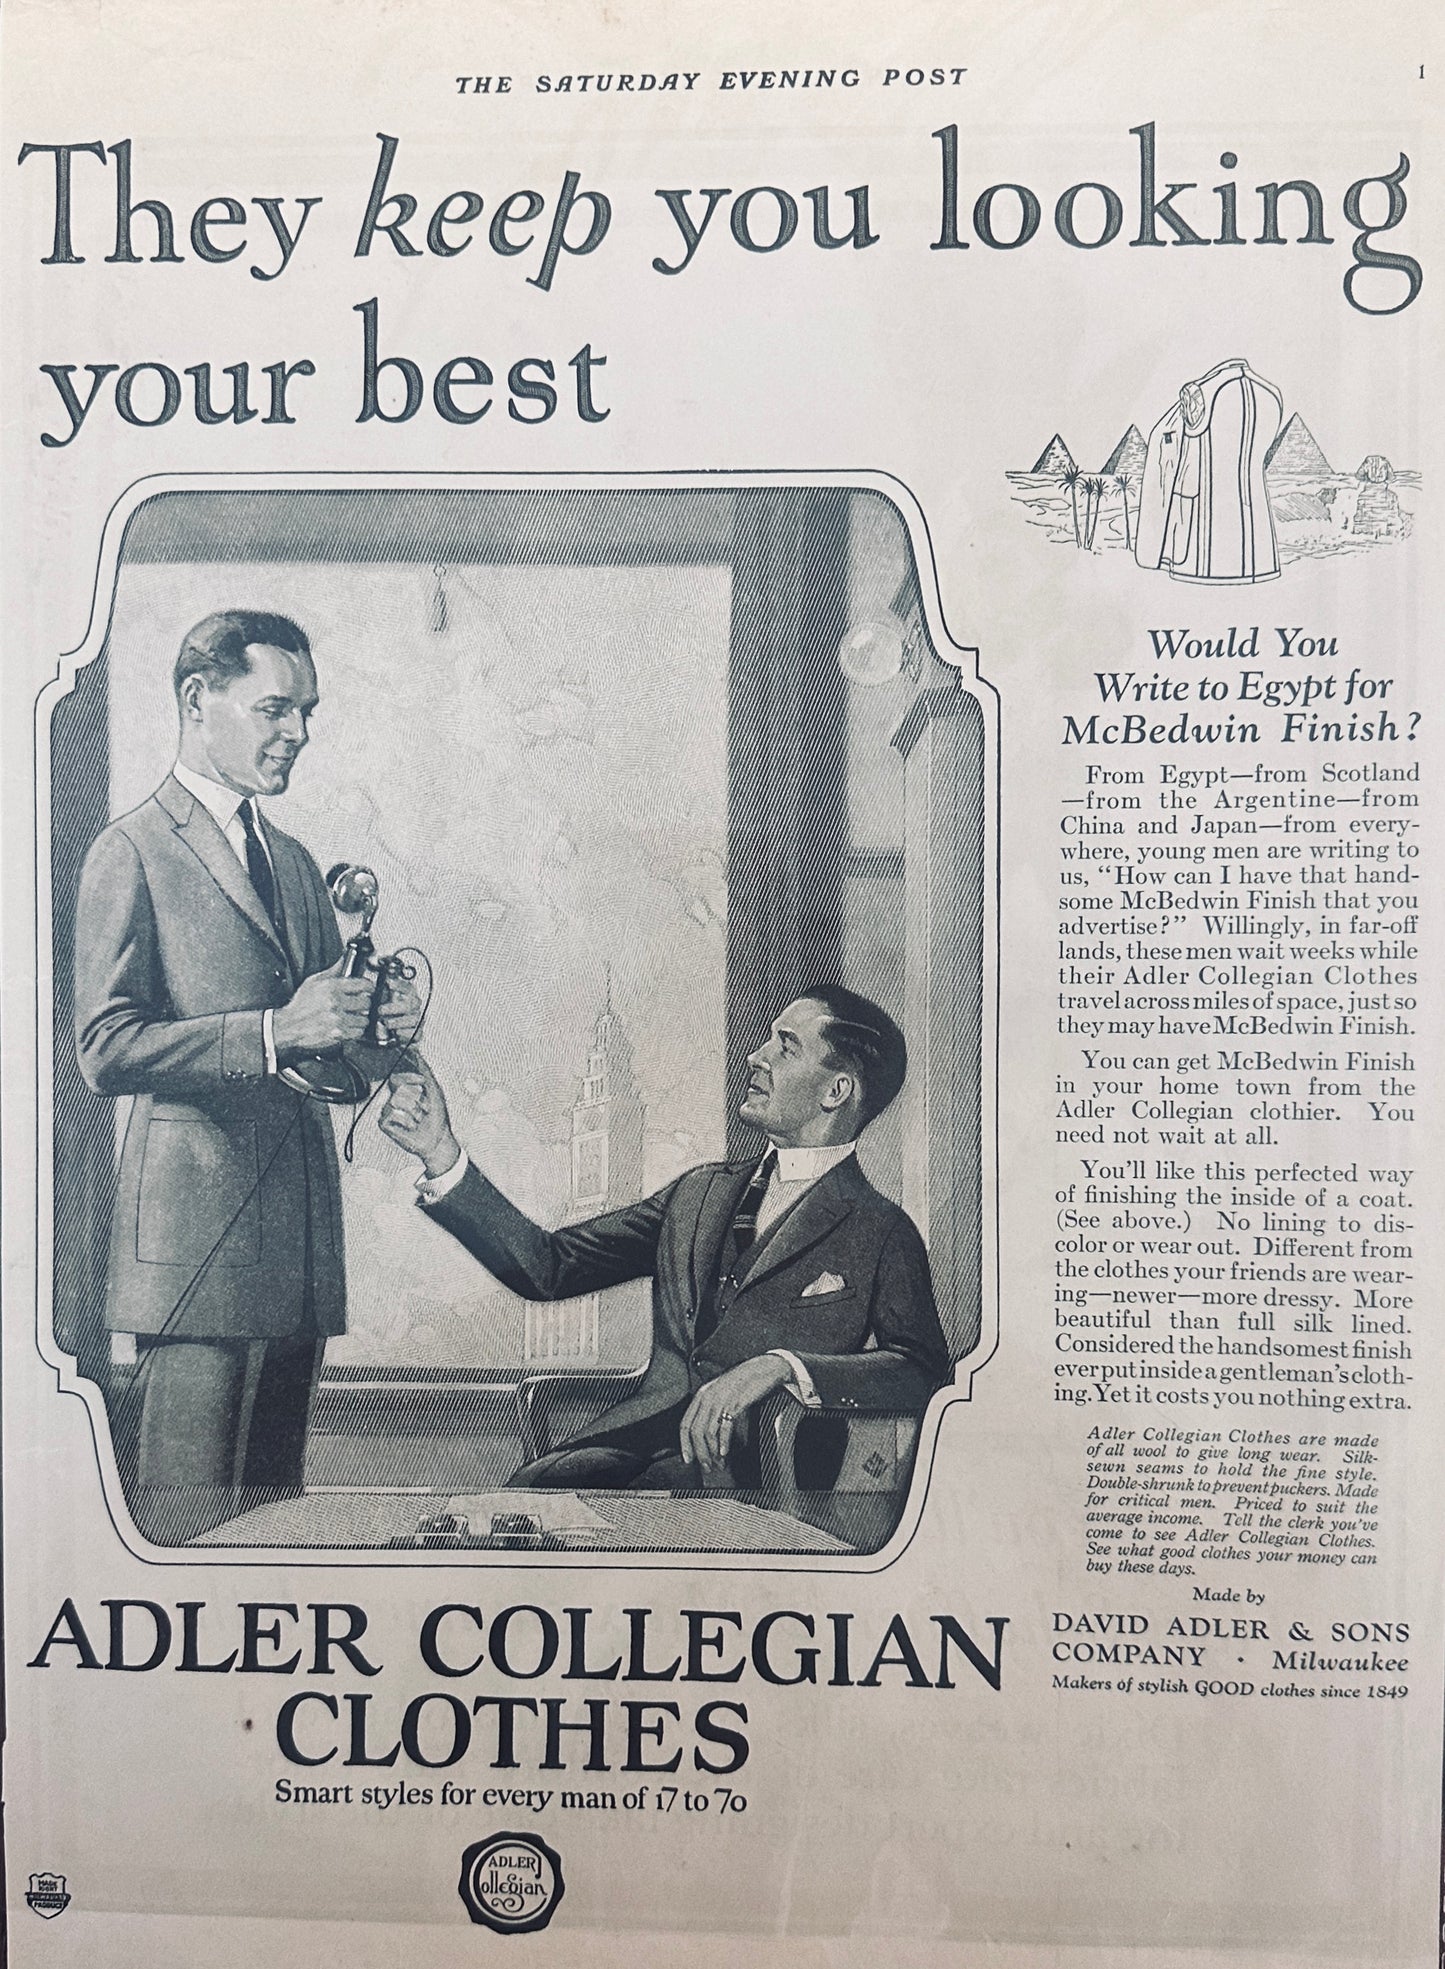 THE SATURDAY EVENING POST
1
They keep you looking
your best
Would You
Write to Egypt for
McBedwin Finish?
From Egypt—from Scotland
—from the Argentine—from
China and Japan—from every-
where, young men are writing to
us, “How can I have that hand-
some McBedwin Finish that you
advertise?” Willingly, in far-off
lands, these men wait weeks while
their Adler Collegian Clothes
travel across miles of space, just so
they may have McBedwin Finish.
You can get McBedwin Finish
in your home town from the
Adler Collegian clothier. You
need not wait at all.
You’ll like this perfected way
of finishing the inside of a coat.
(See above.) No lining to dis-
color or wear out. Different from
the clothes your friends are wear-
ing—newer—more dressy. More
beautiful than full silk lined.
Considered the handsomest finish
ever put inside a gentleman’s cloth-
ing. Yet it costs you nothing extra.
Adler Collegian Clothes are made
of all wool to give long wear. Silk-
sewn seams to hold the fine style.
Double-shrunk to prevent puckers. Made
for critical men. Priced to suit the
average income. Tell the clerk you’ve
come to see Adler Collegian Clothes.
See what good clothes your money can
buy these days.
Made by
DAVID ADLER & SONS
COMPANY · Milwaukee
Makers of stylish GOOD clothes since 1849
ADLER COLLEGIAN
CLOTHES
Smart styles for every man of 17 to 70
ADLER
Collegian
MADE
RIGHT
MILWAUKEE
PRODUCT